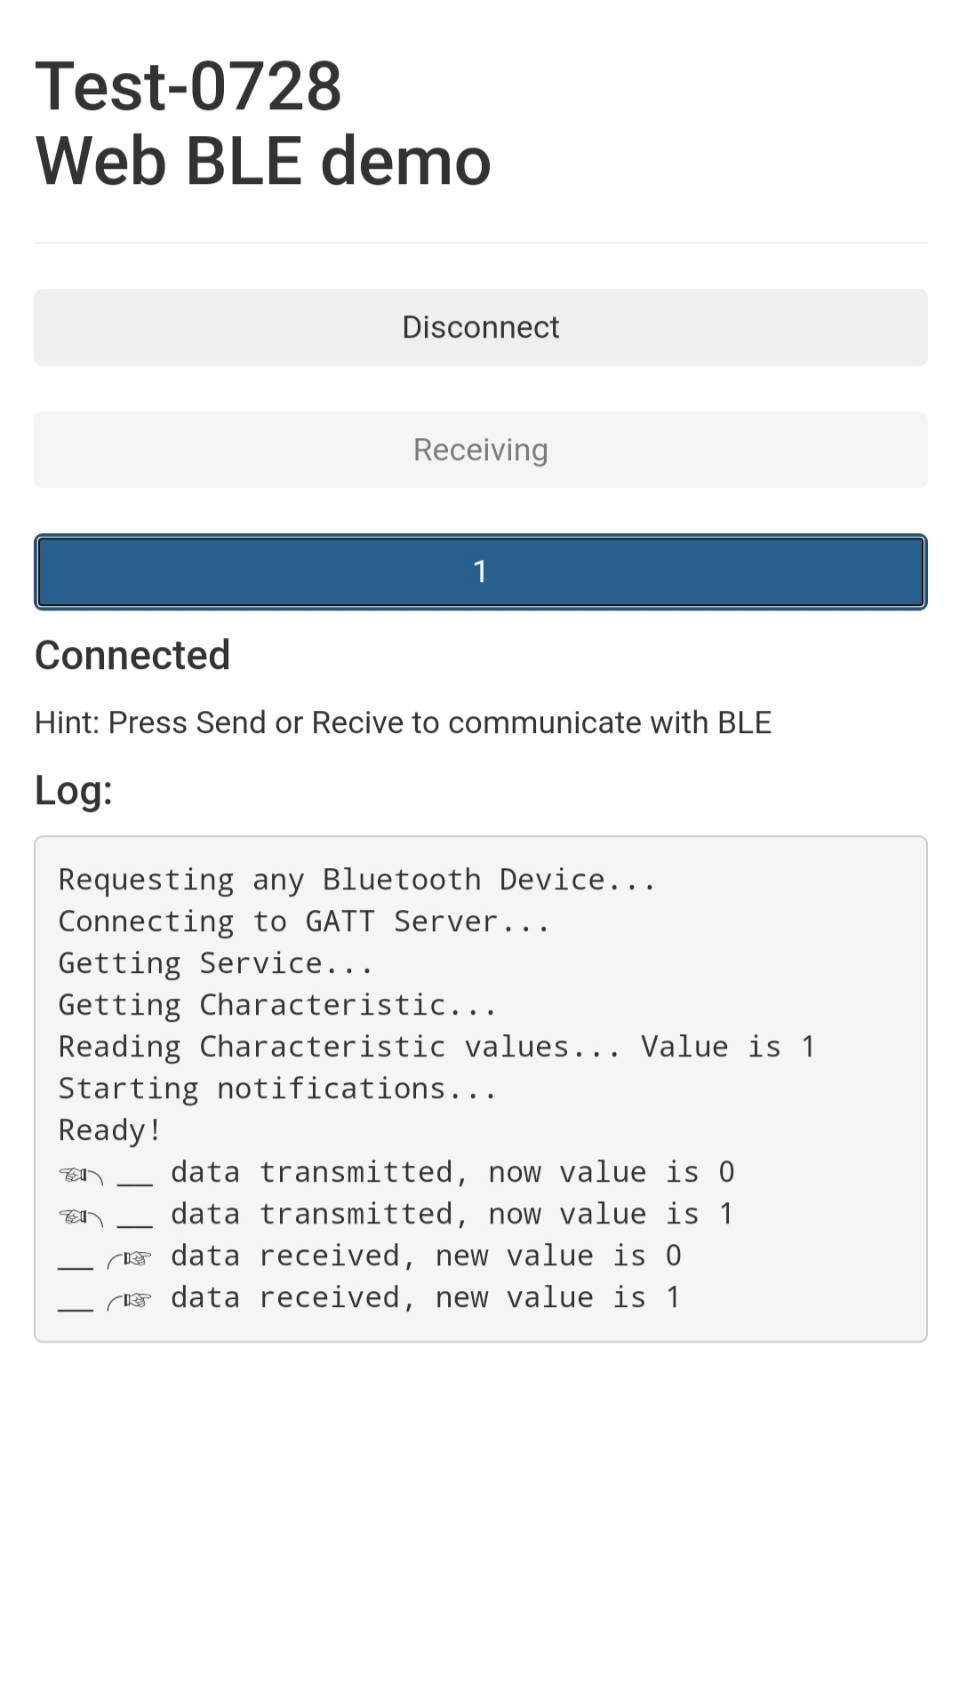 Test-0728
Web BLE demo
Disconnect
Receiving
1
Connected
Hint: Press Send or Recive to communicate with BLE
Log:
Requesting any Bluetooth Device...
Connecting to GATT Server...
Getting Service...
Getting Characteristic...
Reading Characteristic values... Value is 1
Starting notifications...
Ready!
__ data transmitted, now value is 0
__ data transmitted, now value is 1
__ data received, new value is 0
__ data received, new value is 1